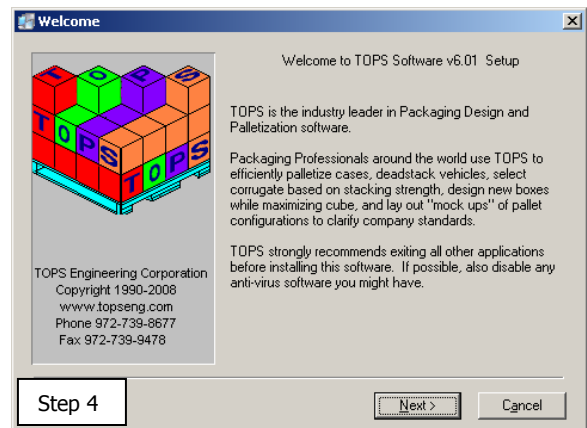 Welcome
Welcome to TOPS Software v6.01 Setup
T O P S
T O P S
T O P S
TOPS is the industry leader in Packaging Design and
Palletization software.
Packaging Professionals around the world use TOPS to
efficiently palletize cases, deadstack vehicles, select
corrugate based on stacking strength, design new boxes
while maximizing cube, and lay out "mock ups" of pallet
configurations to clarify company standards.
TOPS strongly recommends exiting all other applications
before installing this software. If possible, also disable any
anti-virus software you might have.
TOPS Engineering Corporation
Copyright 1990-2008
www.topseng.com
Phone 972-739-8677
Fax 972-739-9478
Step 4
Next >
Cancel